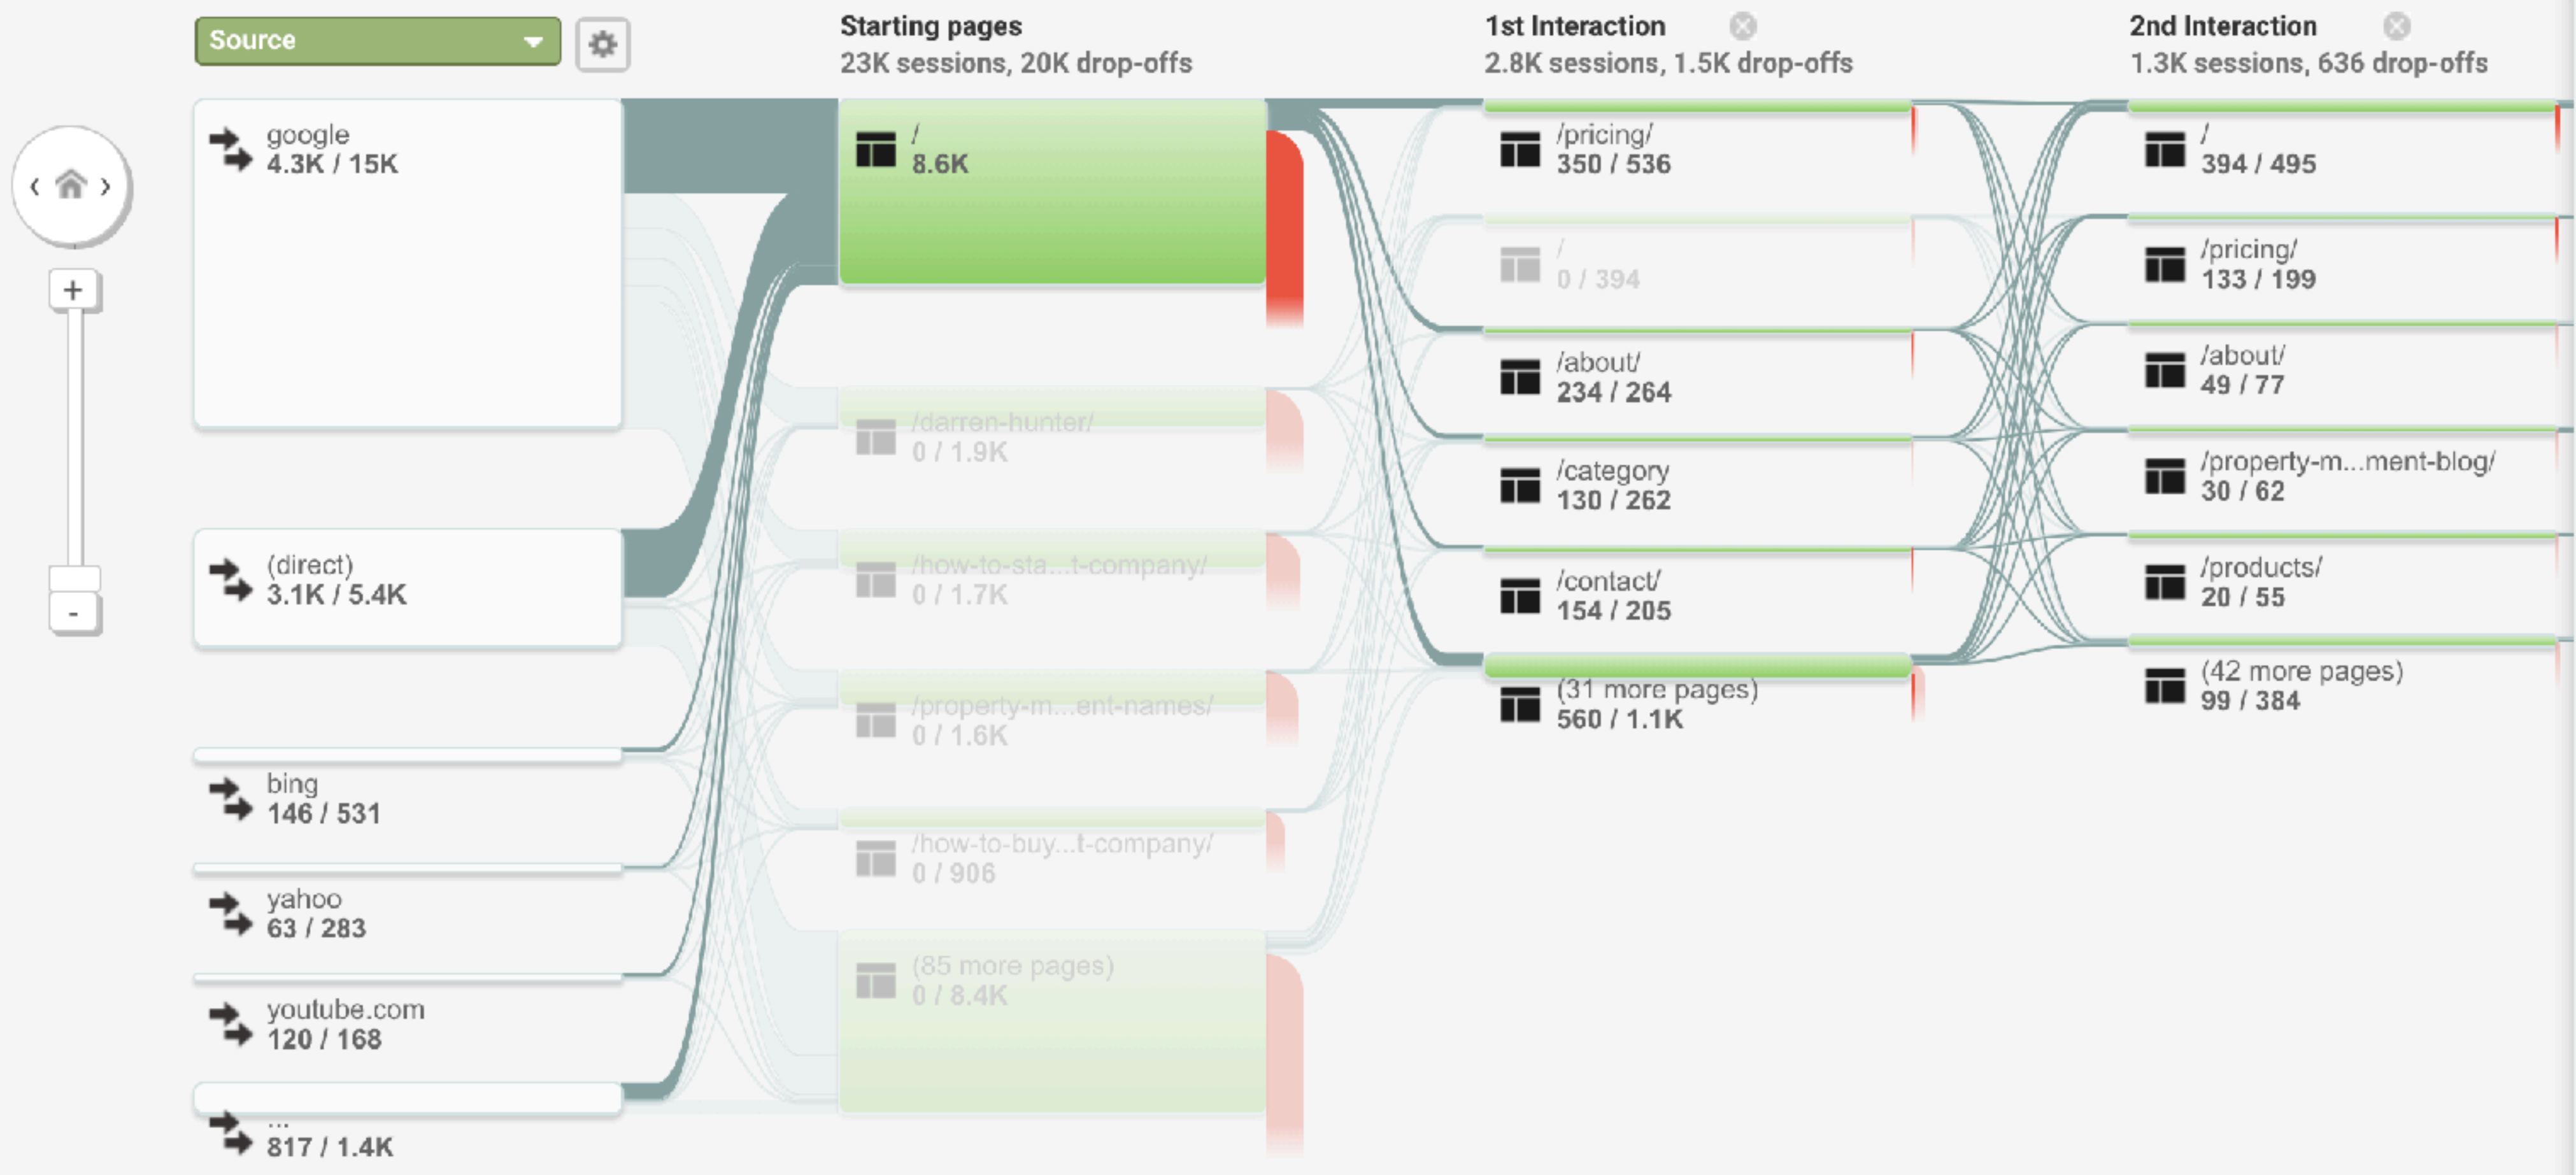 Source
google
4.3K / 15K
(direct)
3.1K / 5.4K
bing
146 / 531
yahoo
63 / 283
youtube.com
120 / 168
...
817 / 1.4K
+
-
Starting pages
23K sessions, 20K drop-offs
/
8.6K
/darren-hunter/
0 / 1.9K
/how-to-sta...t-company/
0 / 1.7K
/property-m...ent-names/
0 / 1.6K
/how-to-buy...t-company/
0 / 906
(85 more pages)
0 / 8.4K
1st Interaction
2.8K sessions, 1.5K drop-offs
/pricing/
350 / 536
/
0 / 394
/about/
234 / 264
/category
130 / 262
/contact/
154 / 205
(31 more pages)
560 / 1.1K
2nd Interaction
1.3K sessions, 636 drop-offs
/
394 / 495
/pricing/
133 / 199
/about/
49 / 77
/property-m...ment-blog/
30 / 62
/products/
20 / 55
(42 more pages)
99 / 384